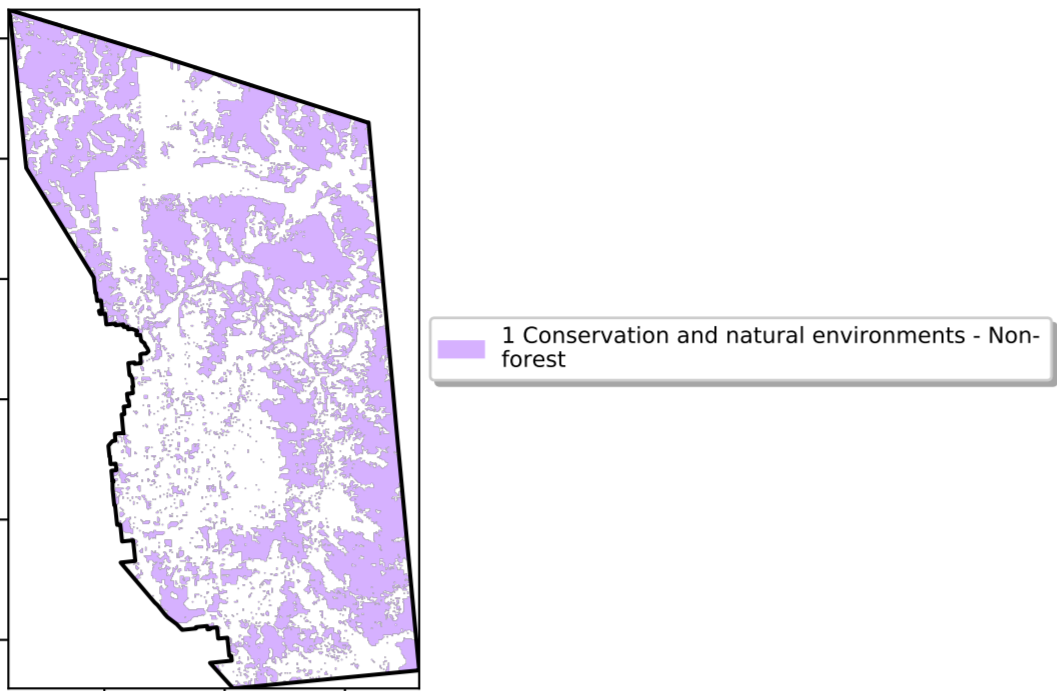 1 Conservation and natural environments - Non-
forest